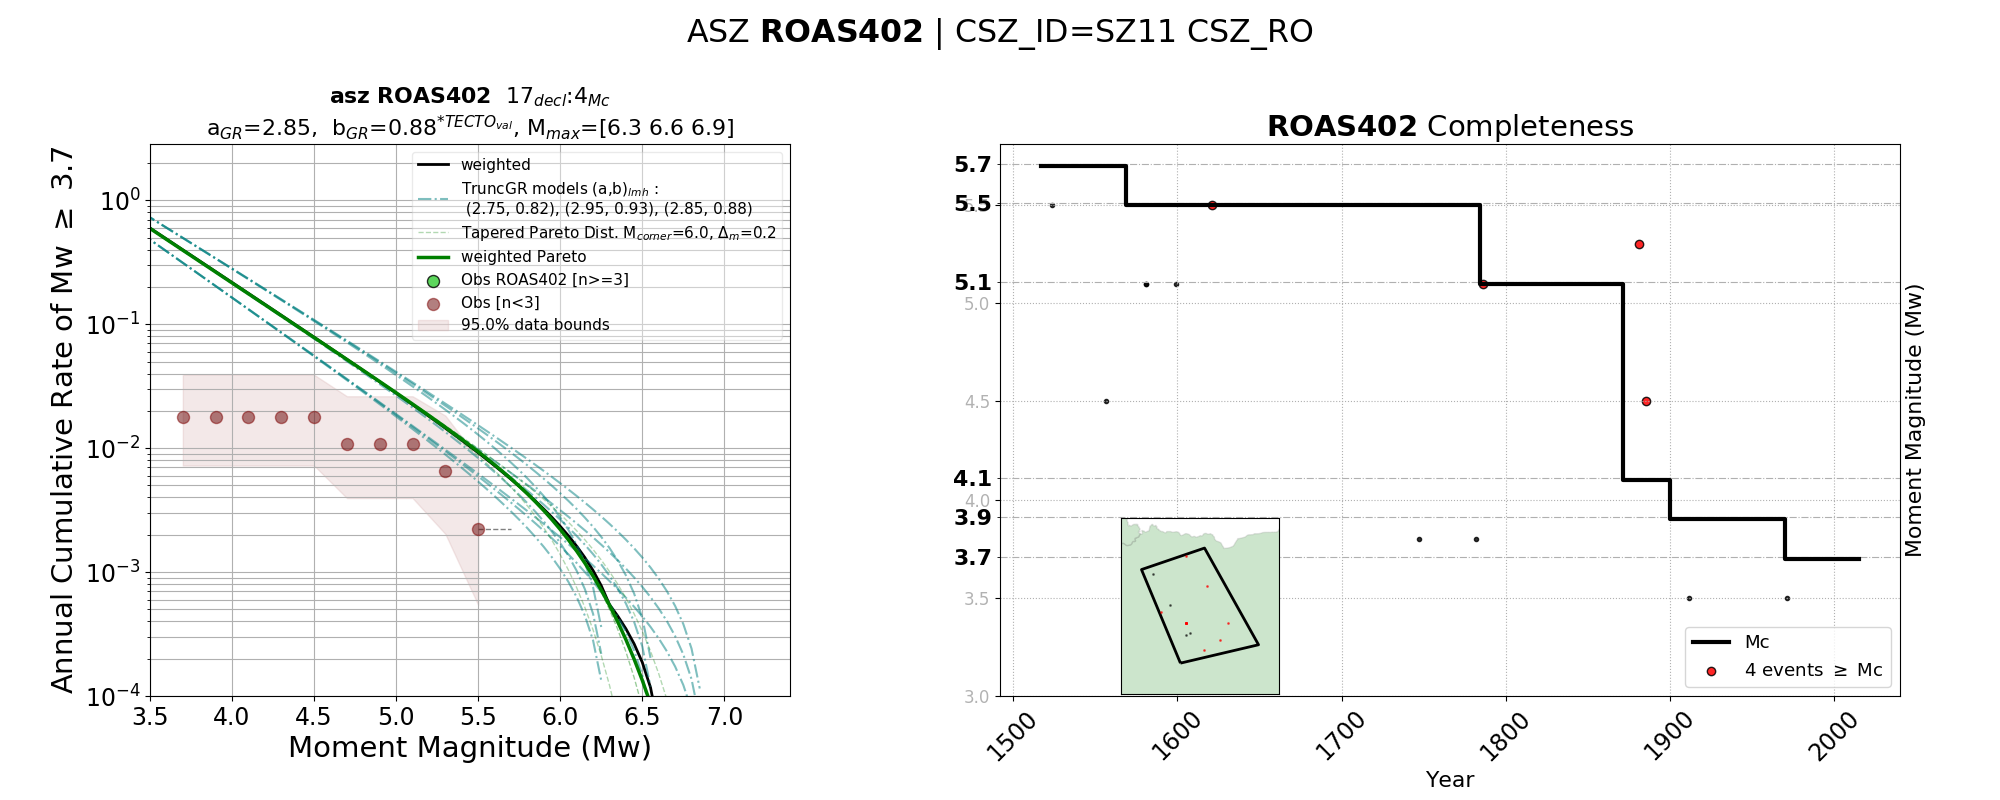 ASZ ROAS402 | CSZ_ID=SZ11 CSZ_RO
asz ROAS402 17decl:4Mc
aGR=2.85, bGR=0.88*TECTOval, Mmax=[6.3 6.6 6.9]
Annual Cumulative Rate of Mw ≥ 3.7
10^0
10^-1
10^-2
10^-3
10^-4
weighted
TruncGR models (a,b)lmh :
(2.75, 0.82), (2.95, 0.93), (2.85, 0.88)
Tapered Pareto Dist. Mcorner=6.0, Δm=0.2
weighted Pareto
Obs ROAS402 [n>=3]
Obs [n<3]
95.0% data bounds
3.5 4.0 4.5 5.0 5.5 6.0 6.5 7.0
Moment Magnitude (Mw)
ROAS402 Completeness
5.7
5.5
5.5
5.1
5.0
4.5
4.1
4.0
3.9
3.7
3.5
3.0
Mc
4 events ≥ Mc
1500 1600 1700 1800 1900 2000
Year
Moment Magnitude (Mw)